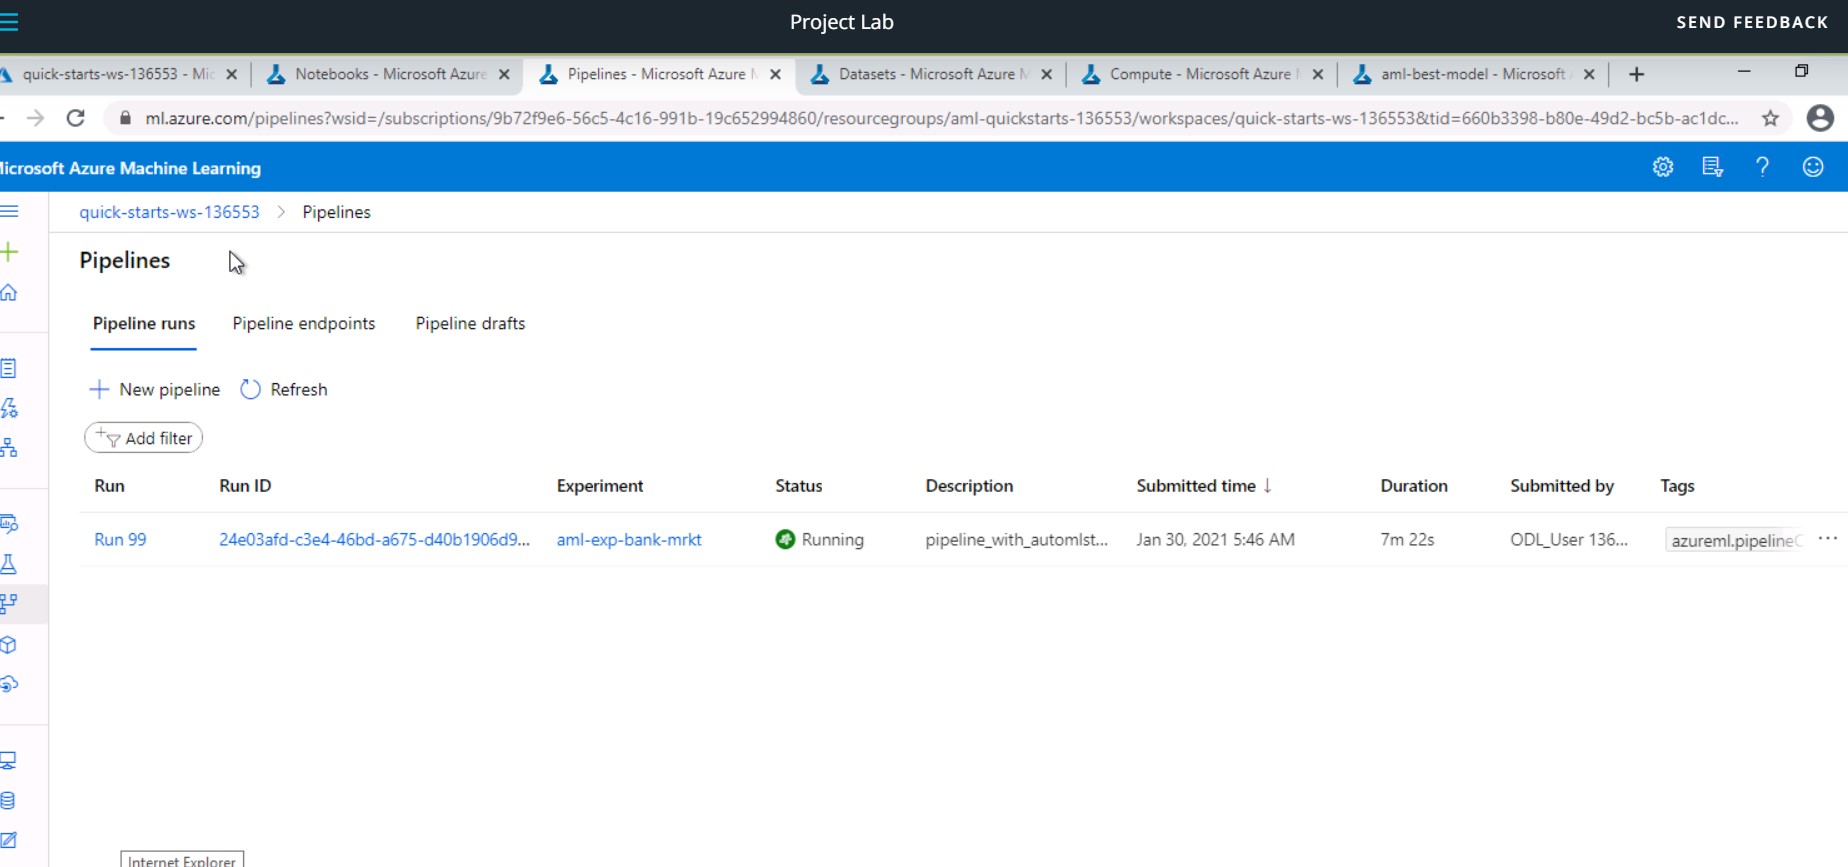 Project Lab
SEND FEEDBACK
quick-starts-ws-136553 - Mic
Notebooks - Microsoft Azure
Pipelines - Microsoft Azure M
Datasets - Microsoft Azure M
Compute - Microsoft Azure
aml-best-model - Microsoft
ml.azure.com/pipelines?wsid=/subscriptions/9b72f9e6-56c5-4c16-991b-19c652994860/resourcegroups/aml-quickstarts-136553/workspaces/quick-starts-ws-136553&tid=660b3398-b80e-49d2-bc5b-ac1dc...
icrosoft Azure Machine Learning
quick-starts-ws-136553 > Pipelines
Pipelines
Pipeline runs Pipeline endpoints Pipeline drafts
New pipeline Refresh
Add filter
Run Run ID Experiment Status Description Submitted time ↓ Duration Submitted by Tags
Run 99 24e03afd-c3e4-46bd-a675-d40b1906d9... aml-exp-bank-mrkt Running pipeline_with_automlst... Jan 30, 2021 5:46 AM 7m 22s ODL_User 136... azureml.pipelineC ...
Internet Explorer